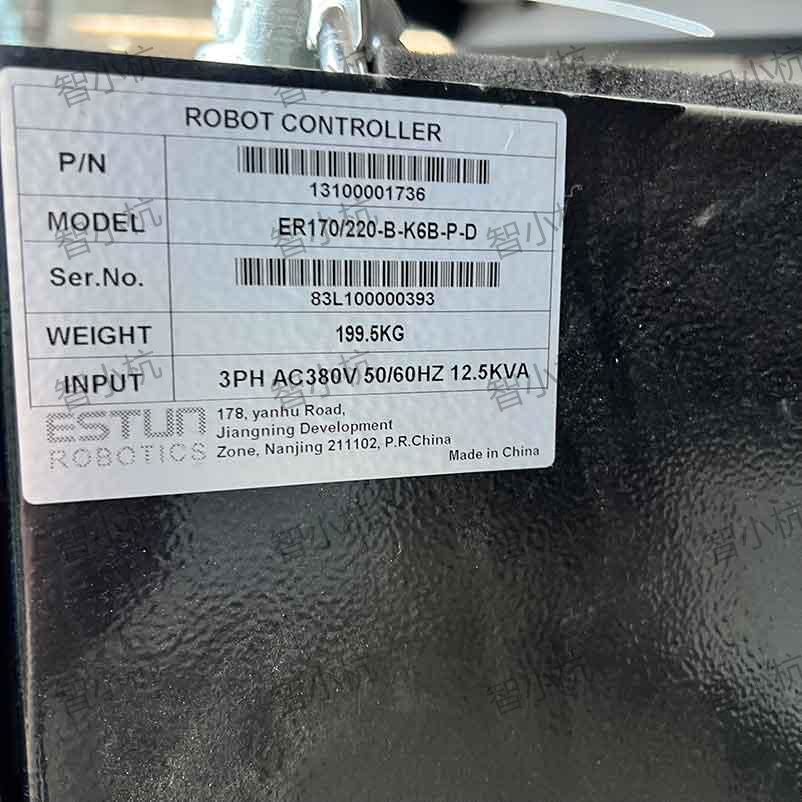 ROBOT CONTROLLER
P/N
13100001736
MODEL ER170/220-B-K6B-P-D
Ser.No.
83L100000393
WEIGHT 199.5KG
INPUT 3PH AC380V 50/60HZ 12.5KVA
ESTUN
ROBOTICS
178, yanhu Road,
Jiangning Development
Zone, Nanjing 211102, P.R.China
Made in China
智小杭